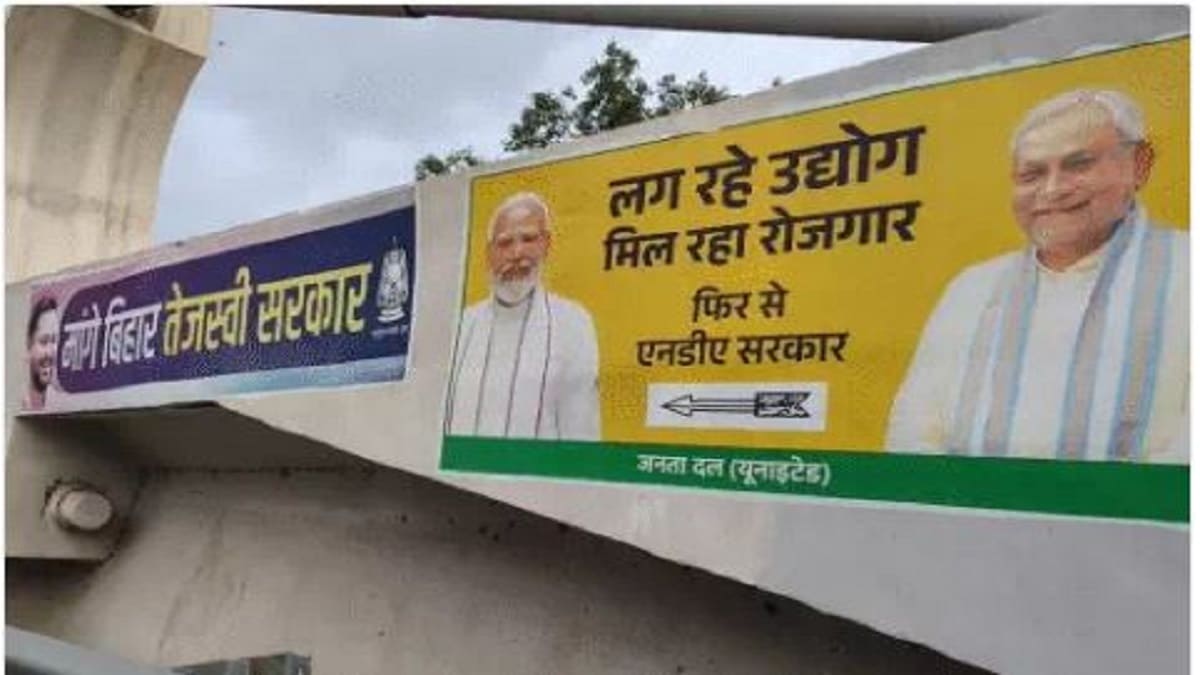 मांगे बिहार तेजस्वी सरकार
लग रहे उद्योग
मिल रहा रोजगार
फिर से
एनडीए सरकार
जनता दल (यूनाइटेड)